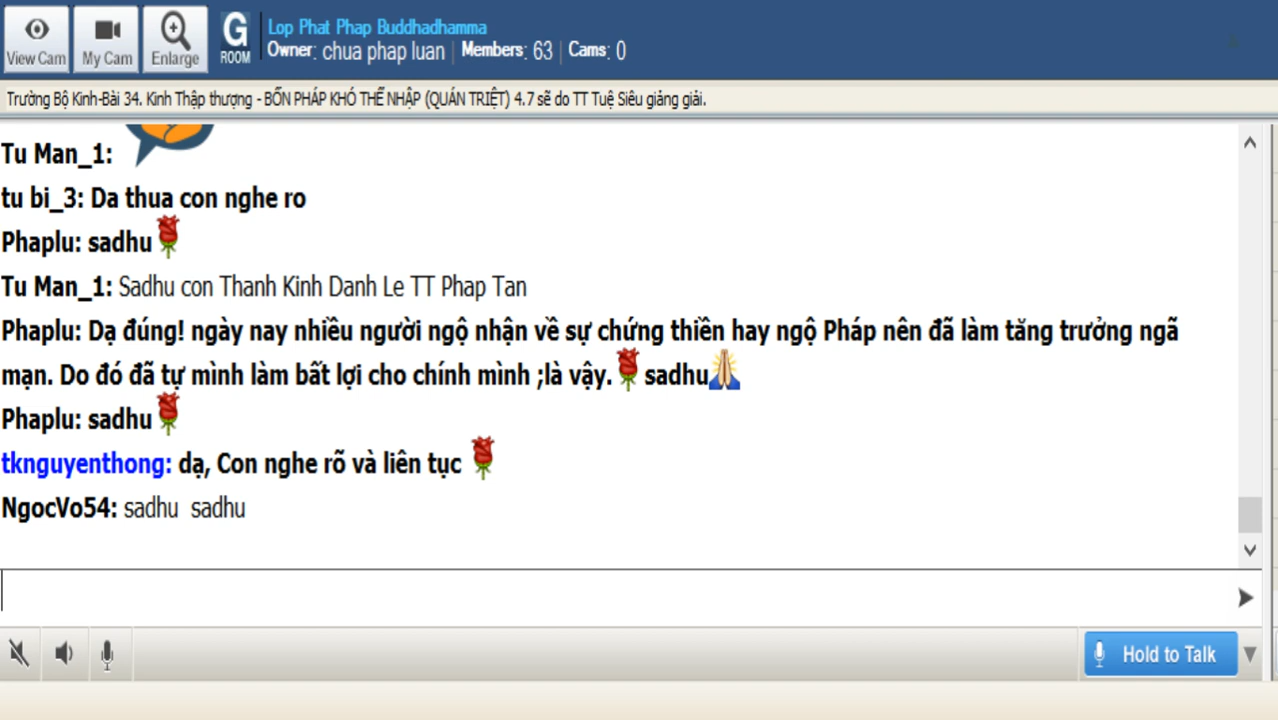 View Cam
My Cam
Enlarge
G
ROOM
Lop Phat Phap Buddhadhamma
Owner: chua phap luan | Members: 63 | Cams: 0
Trường Bộ Kinh-Bài 34. Kinh Thập thượng - BỐN PHÁP KHÓ THỂ NHẬP (QUÁN TRIỆT) 4.7 sẽ do TT Tuệ Siêu giảng giải.
Tu Man_1:
tu bi_3: Da thua con nghe ro
Phaplu: sadhu
Tu Man_1: Sadhu con Thanh Kinh Danh Le TT Phap Tan
Phaplu: Dạ đúng! ngày nay nhiều người ngộ nhận về sự chứng thiền hay ngộ Pháp nên đã làm tăng trưởng ngã
mạn. Do đó đã tự mình làm bất lợi cho chính mình ;là vậy. sadhu
Phaplu: sadhu
tknguyenthong: dạ, Con nghe rõ và liên tục
NgocVo54: sadhu sadhu
Hold to Talk